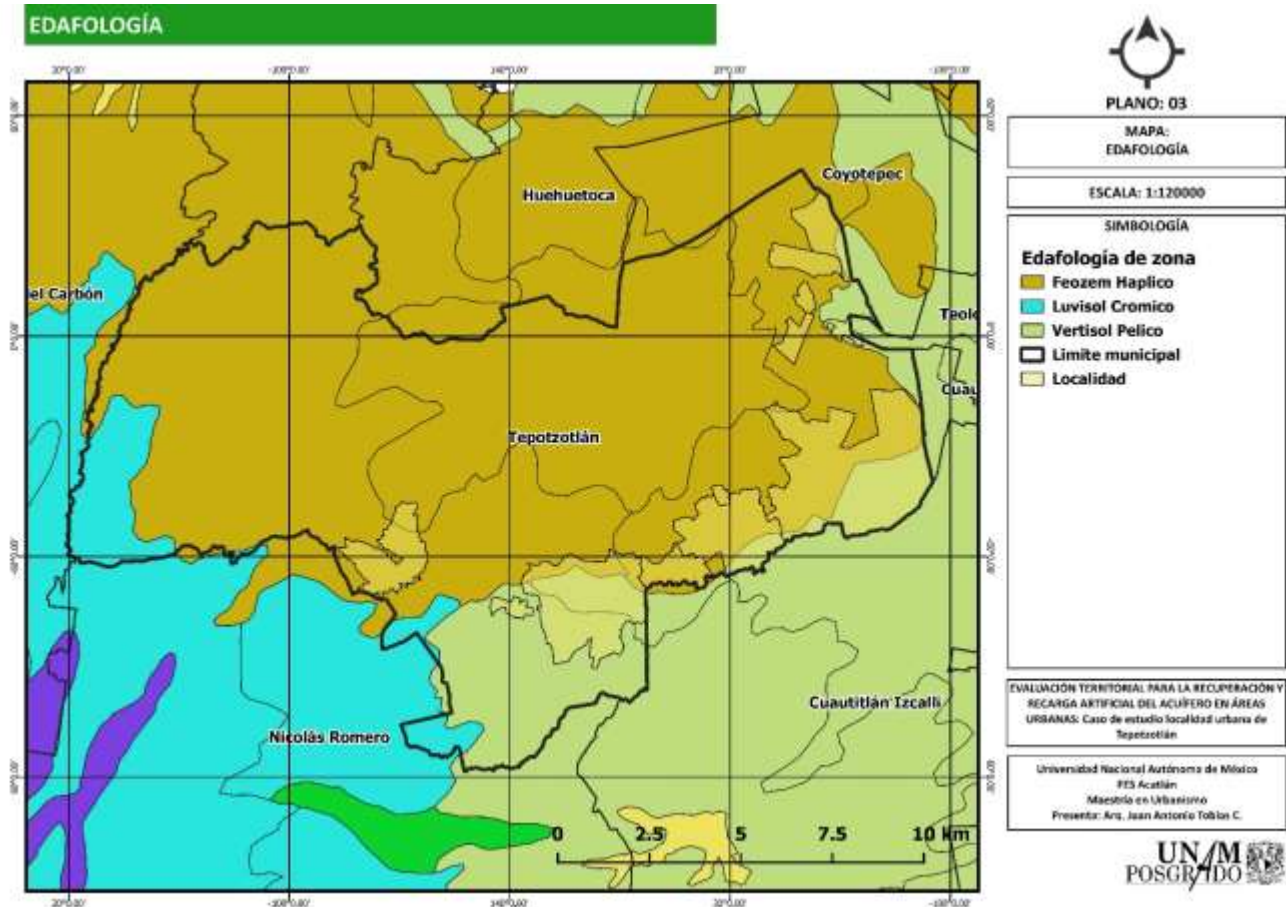 EDAFOLOGÍA
Huehuetoca
Coyotepec
el Carbón
Teolo
Cuau
Tepotzotlán
Cuautitlán Izcalli
Nicolás Romero
0 2.5 5 7.5 10 km
PLANO: 03
MAPA:
EDAFOLOGÍA
ESCALA: 1:120000
SIMBOLOGÍA
Edafología de zona
Feozem Haplico
Luvisol Cromico
Vertisol Pelico
Limite municipal
Localidad
EVALUACIÓN TERRITORIAL PARA LA RECUPERACIÓN Y
RECARGA ARTIFICIAL DEL ACUÍFERO EN ÁREAS
URBANAS: Caso de estudio localidad urbana de
Tepotzotlán
Universidad Nacional Autónoma de México
FES Acatlán
Maestría en Urbanismo
Presenta: Arq. Juan Antonio Tobias C.
UNAM
POSGRADO